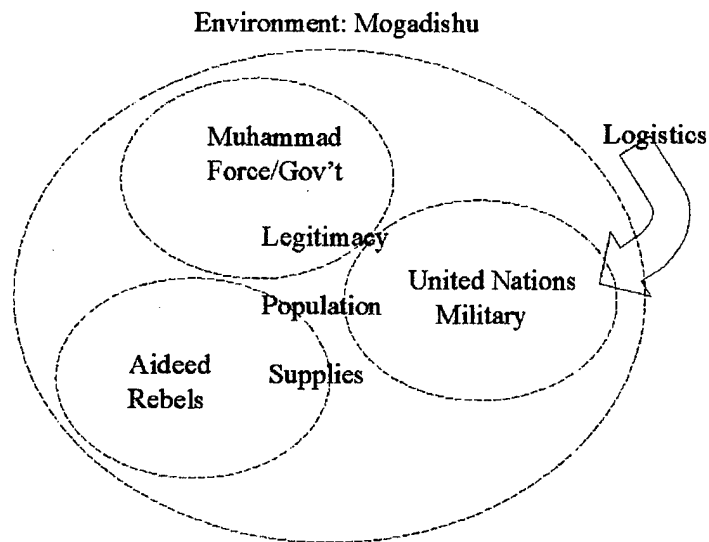 Environment: Mogadishu
Logistics
Muhammad
Force/Gov't
Legitimacy
United Nations
Military
Population
Aideed
Rebels
Supplies